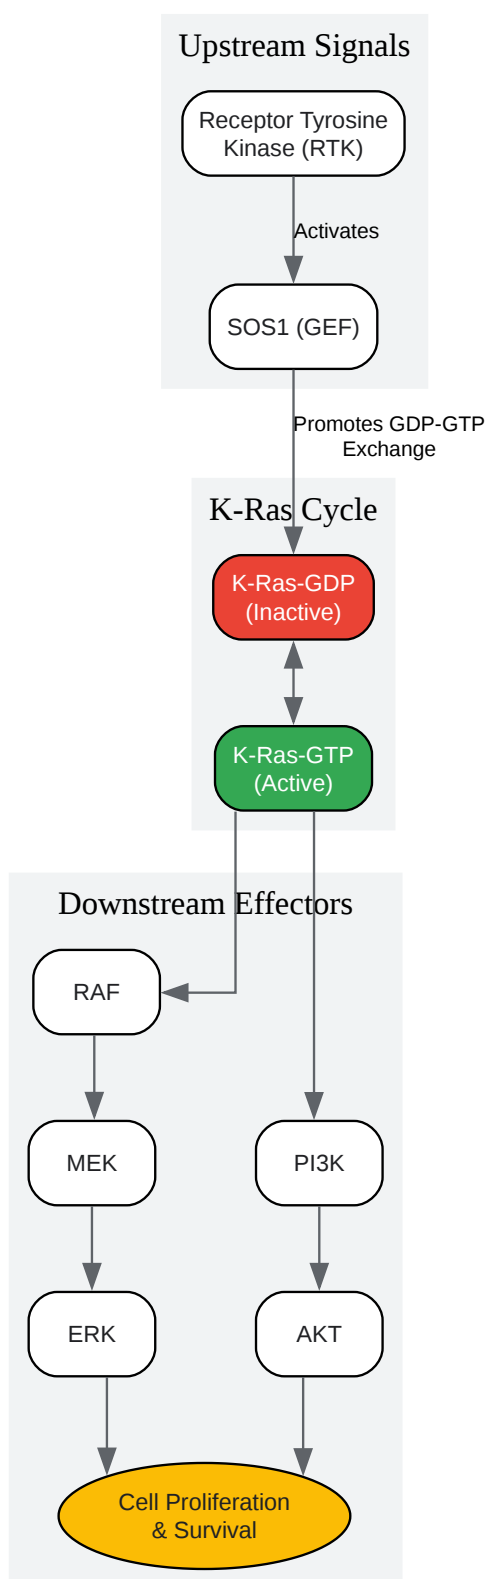 Upstream Signals
Receptor Tyrosine
Kinase (RTK)
Activates
SOS1 (GEF)
Promotes GDP-GTP
Exchange
K-Ras Cycle
K-Ras-GDP
(Inactive)
K-Ras-GTP
(Active)
Downstream Effectors
RAF
MEK
PI3K
ERK
AKT
Cell Proliferation
& Survival